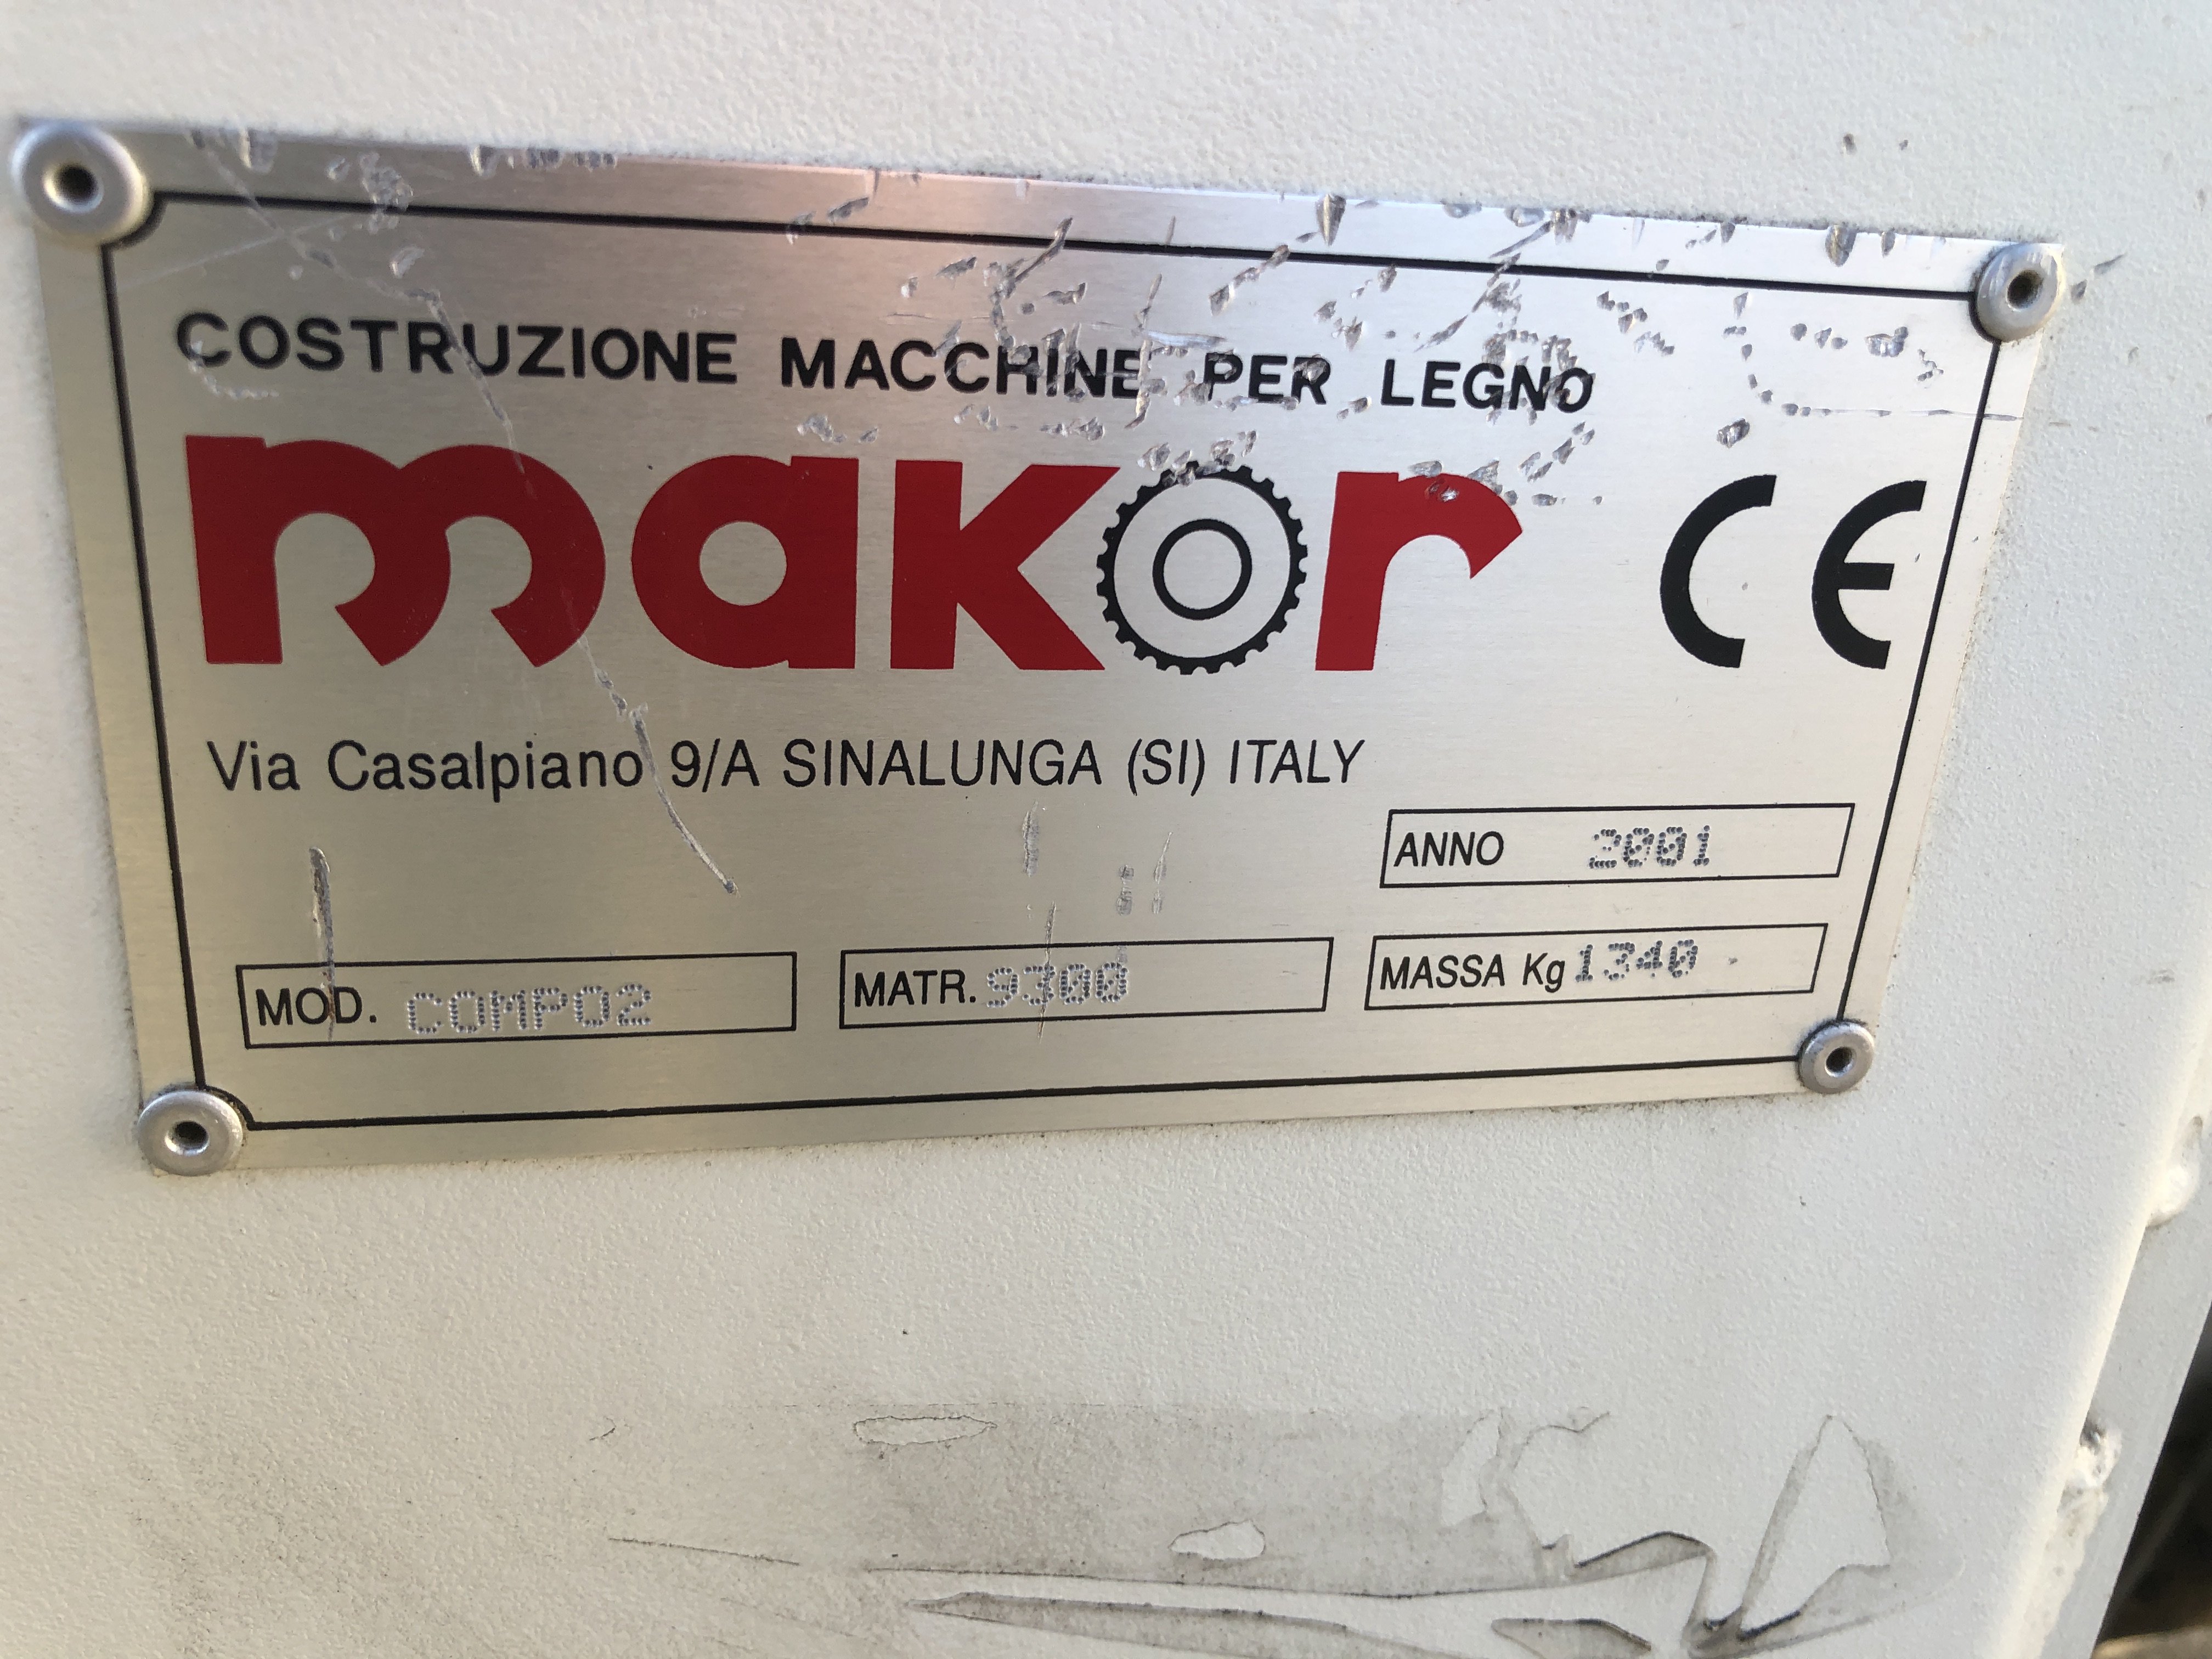 COSTRUZIONE MACCHINE PER LEGNO
makor CE
Via Casalpiano 9/A SINALUNGA (SI) ITALY
ANNO 2001
MOD. COMPO2 MATR. 9300 MASSA Kg 1340